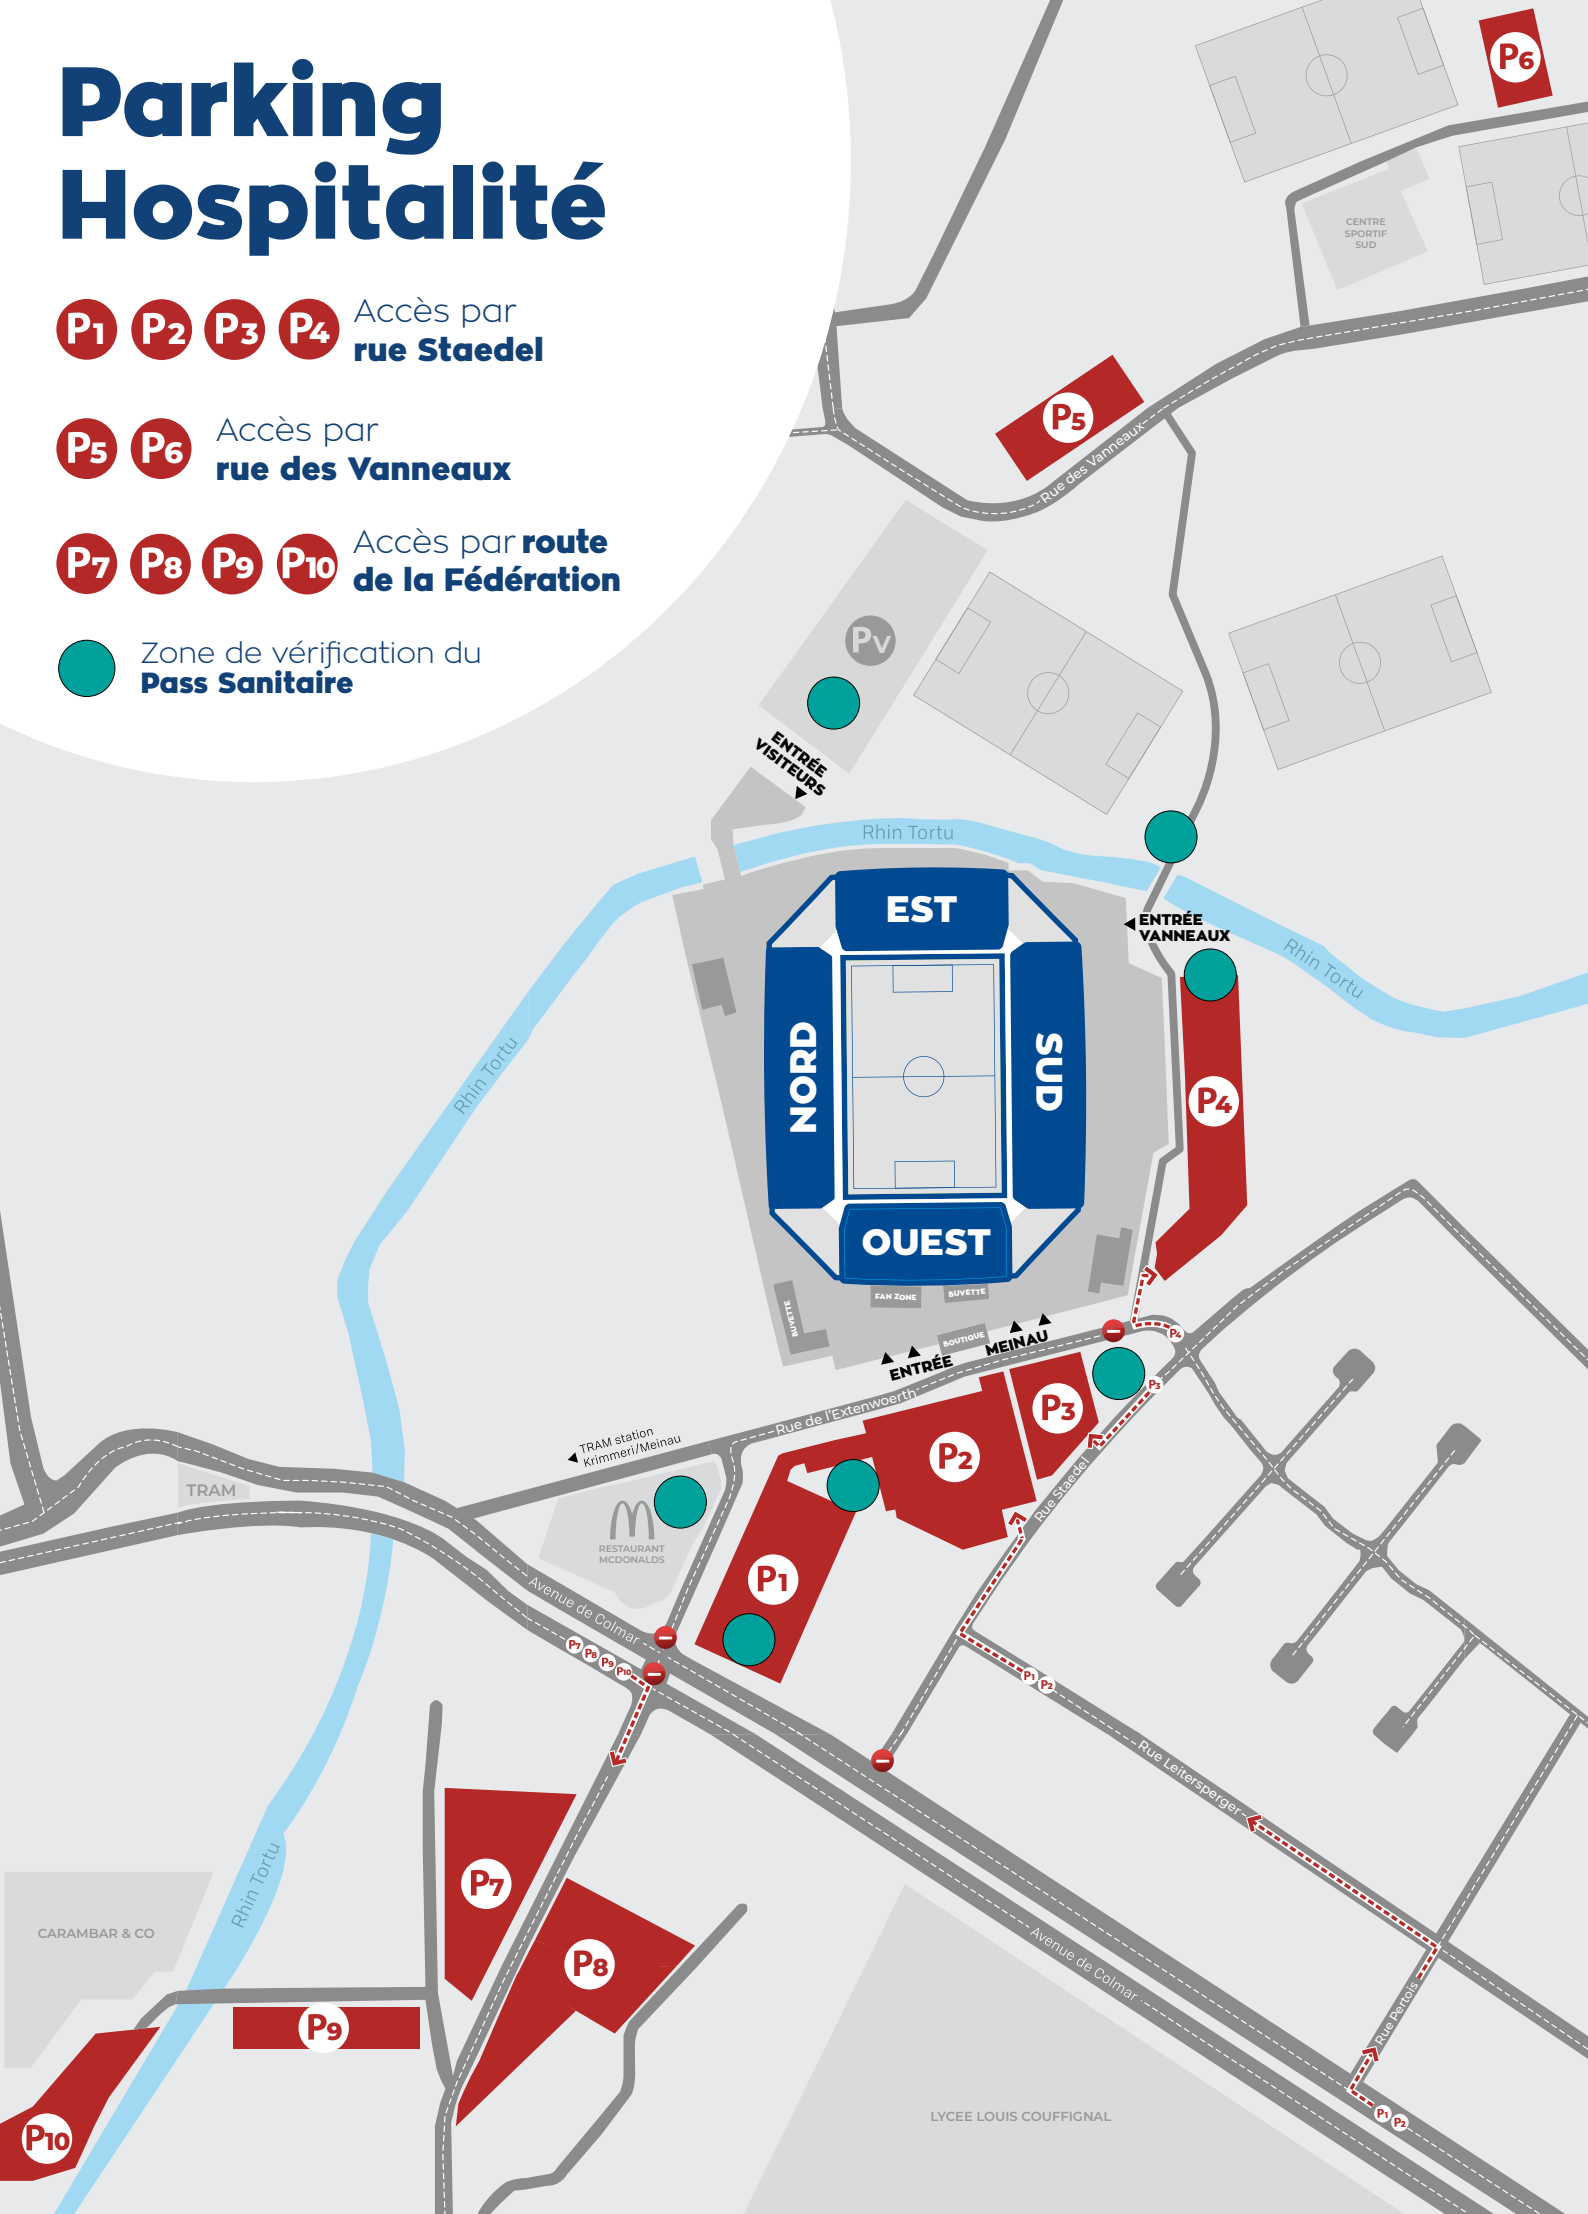 Parking
Hospitalité
P1 P2 P3 P4 Accès par
rue Staedel
P5 P6 Accès par
rue des Vanneaux
P7 P8 P9 P10 Accès par route
de la Fédération
Zone de vérification du
Pass Sanitaire
P6
CENTRE
SPORTIF
SUD
P5
Rue des Vanneaux
PV
ENTRÉE
VISITEURS
Rhin Tortu
EST
ENTRÉE
VANNEAUX
Rhin Tortu
NORD
SUD
Rhin Tortu
P4
OUEST
FAN ZONE
BUVETTE
BUVETTE
BOUTIQUE
ENTRÉE
MEINAU
P4
P3
Rue de l'Extenwoerth
P3
P2
TRAM station
Krimmeri/Meinau
TRAM
RESTAURANT
MCDONALDS
Rue Staedel
P1
Avenue de Colmar
P7 P8 P9 P10
P1 P2
Rue Leitersperger
P7
P8
Rhin Tortu
CARAMBAR & CO
Avenue de Colmar
Rue Pertois
P9
P10
LYCEE LOUIS COUFFIGNAL
P1 P2